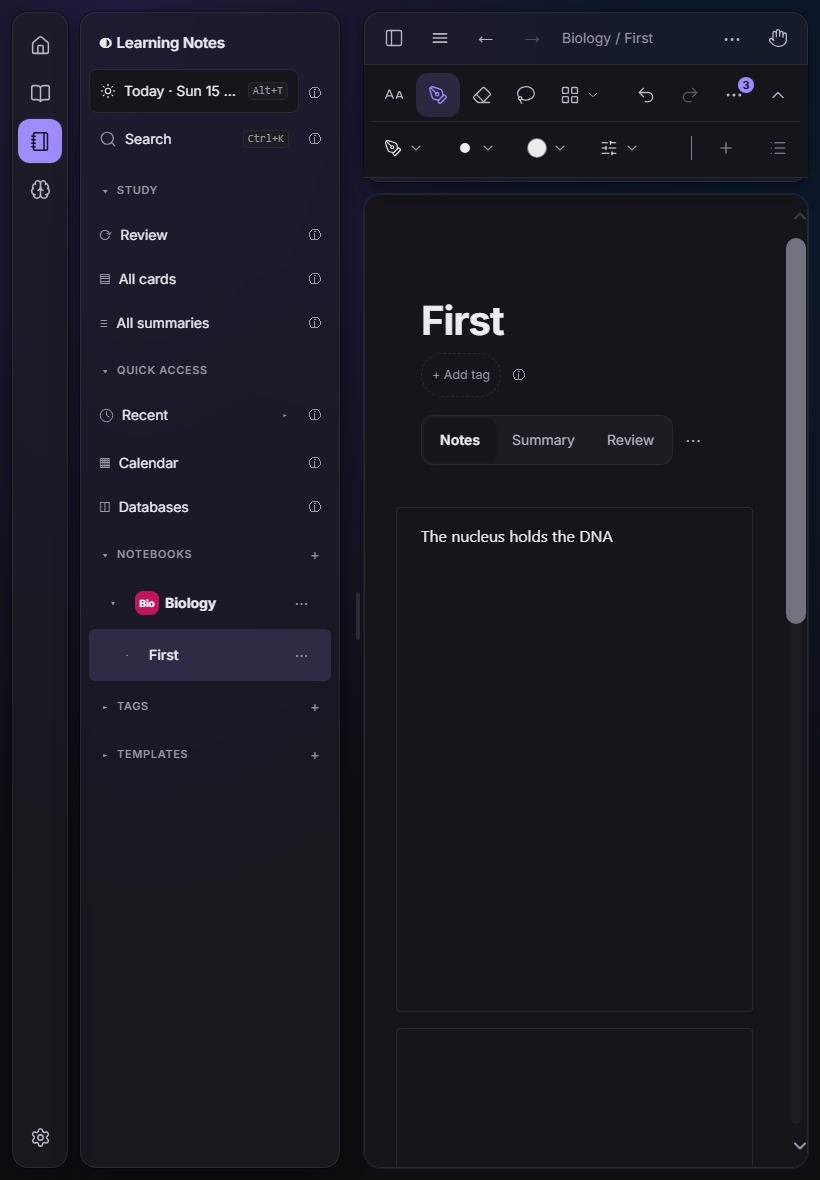 Learning Notes
Today · Sun 15 ... Alt+T
Search Ctrl+K
STUDY
Review
All cards
All summaries
QUICK ACCESS
Recent
Calendar
Databases
NOTEBOOKS +
Bio Biology ...
First ...
TAGS +
TEMPLATES +
Biology / First
AA
3
First
+ Add tag
Notes Summary Review ...
The nucleus holds the DNA